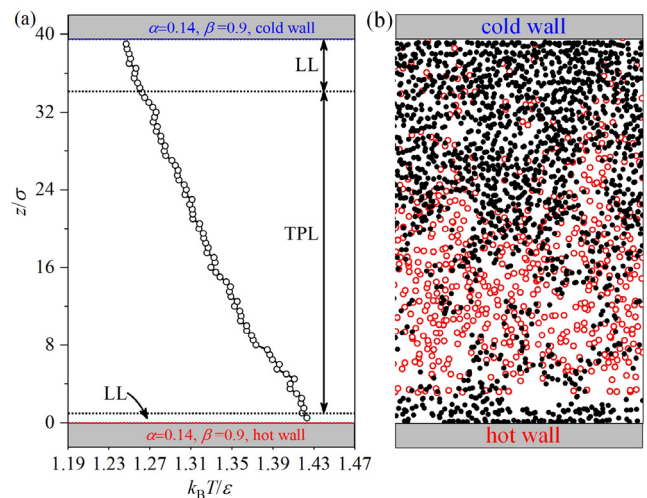 (a)
α=0.14, β=0.9, cold wall
40
32
24
16
8
0
z/σ
LL
TPL
LL
α=0.14, β=0.9, hot wall
1.19 1.23 1.27 1.31 1.35 1.39 1.43 1.47
k_BT/ε
(b)
cold wall
hot wall